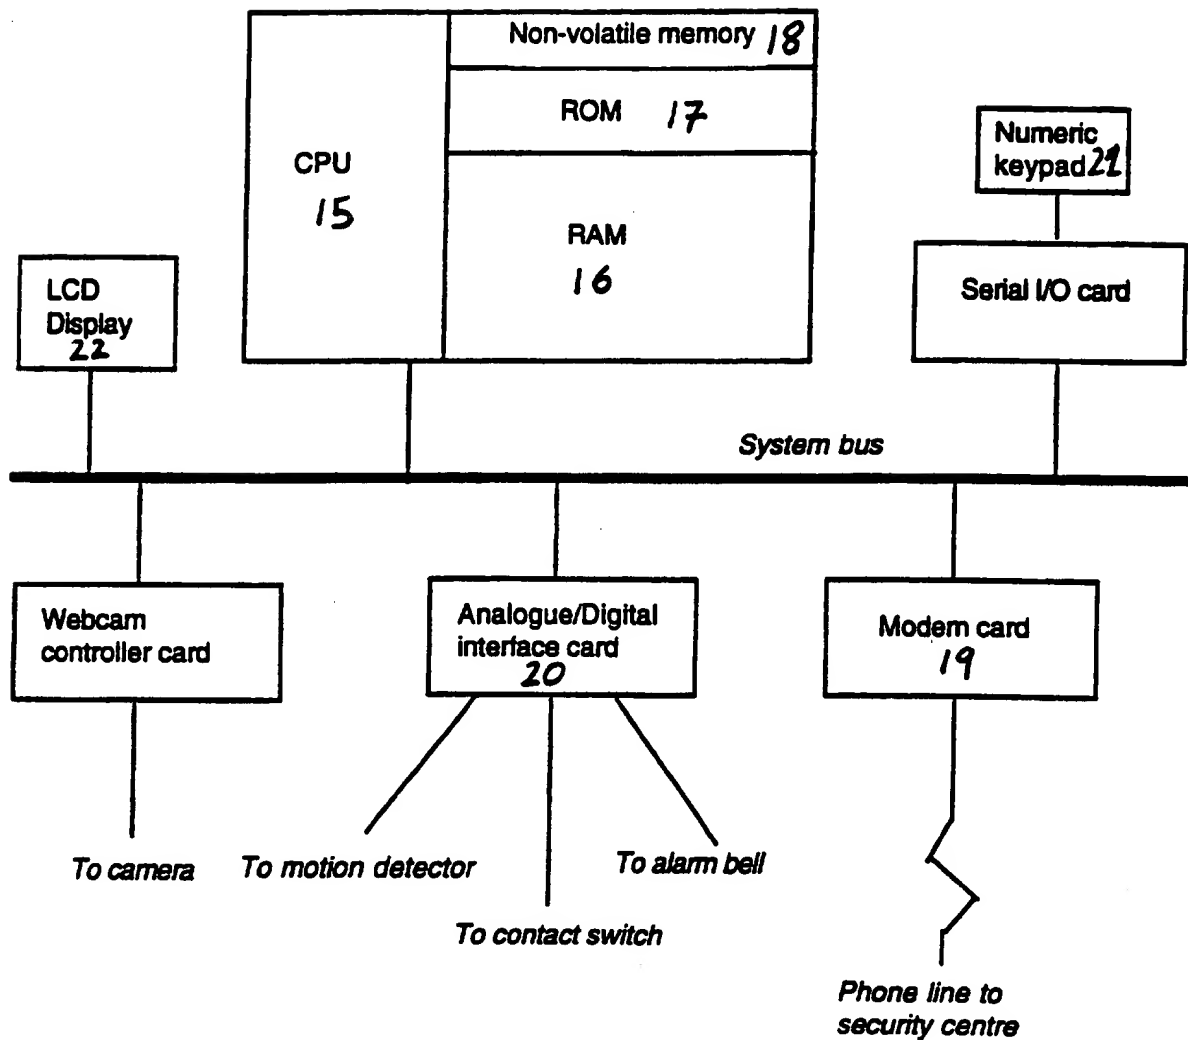 Non-volatile memory 18
ROM 17
CPU
15
RAM
16
Numeric
keypad 21
Serial I/O card
LCD
Display
22
System bus
Webcam
controller card
Analogue/Digital
interface card
20
Modem card
19
To camera
To motion detector
To alarm bell
To contact switch
Phone line to
security centre